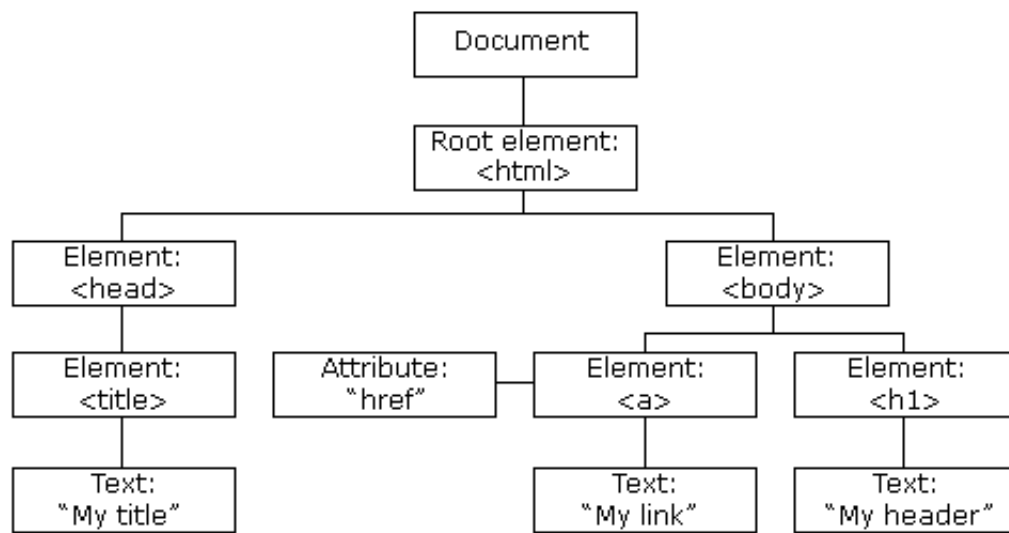 Document
Root element:
<html>
Element:
<head>
Element:
<body>
Element:
<title>
Attribute:
“href”
Element:
<a>
Element:
<h1>
Text:
“My title”
Text:
“My link”
Text:
“My header”